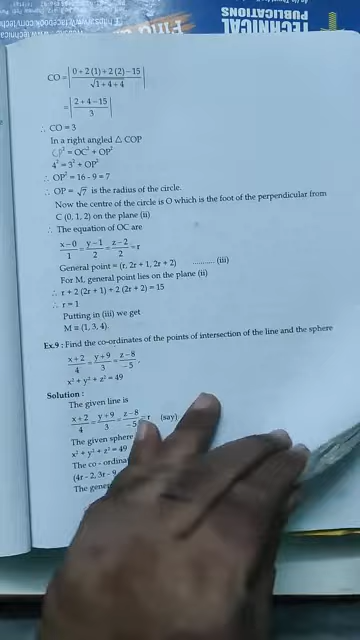 TECHNICAL
PUBLICATIONS
CO = |0 + 2 (1) + 2 (2) – 15 / √1 + 4 + 4|
= |2 + 4 – 15 / 3|
∴ CO = 3
In a right angled △ COP
CP² = OC² + OP²
4² = 3² + OP²
∴ OP² = 16 - 9 = 7
∴ OP = √7 is the radius of the circle.
Now the centre of the circle is O which is the foot of the perpendicular from
C (0, 1, 2) on the plane (ii)
∴ The equation of OC are
x–0/1 = y–1/2 = z–2/2 = r
General point = (r, 2r + 1, 2r + 2) ........... (iii)
For M, general point lies on the plane (ii)
∴ r + 2 (2r + 1) + 2 (2r + 2) = 15
∴ r = 1
Putting in (iii) we get
M ≡ (1, 3, 4).
Ex.9 : Find the co-ordinates of the points of intersection of the line and the sphere
x+2/4 = y+9/3 = z–8/–5,
x² + y² + z² = 49
Solution :
The given line is
x+2/4 = y+9/3 = z–8/–5 = r (say)
The given sphere
x² + y² + z² = 49
The co - ordina
(4r – 2, 3r – 9
The gene